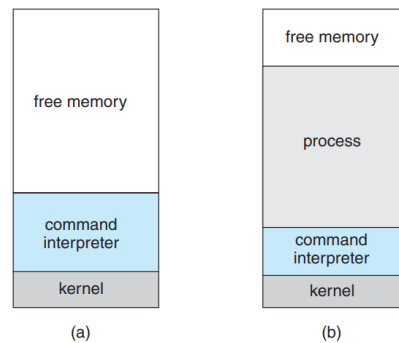 free memory
command
interpreter
kernel
(a)
free memory
process
command
interpreter
kernel
(b)